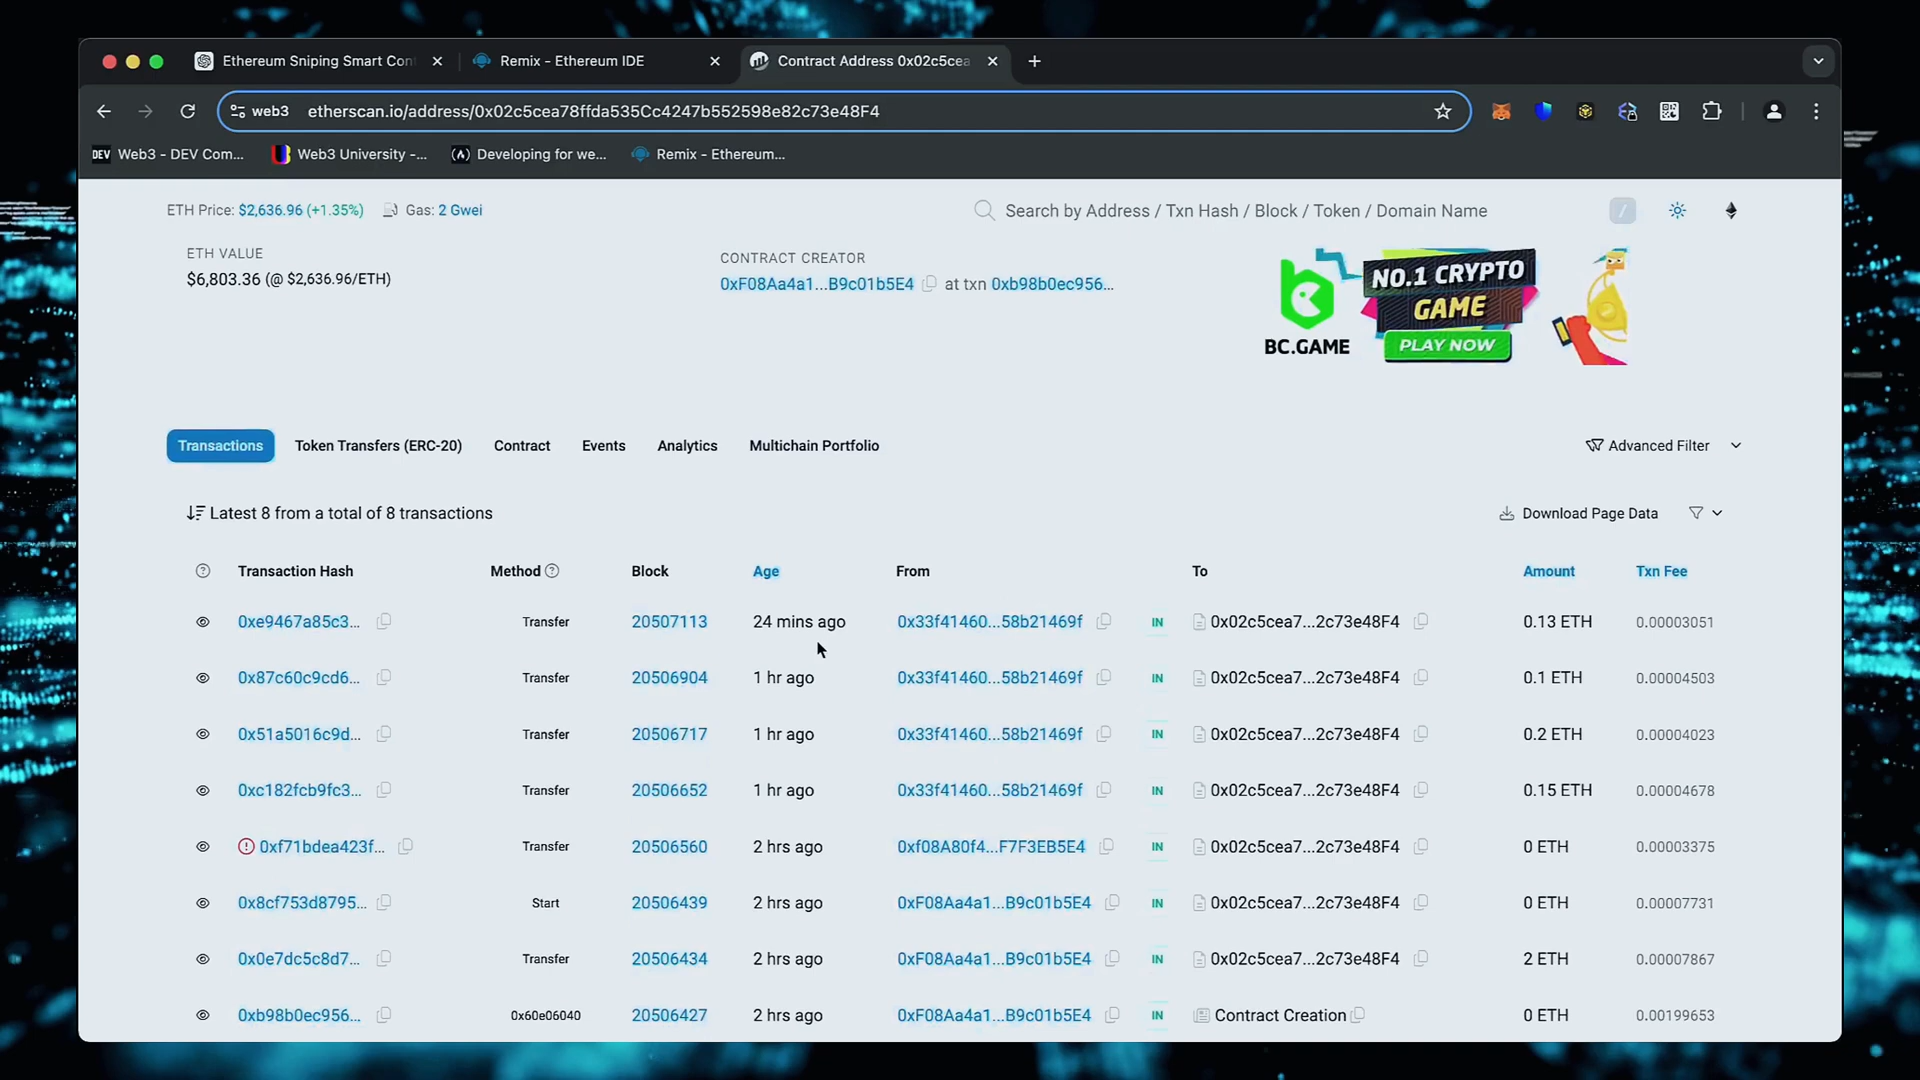 Ethereum Sniping Smart Con
Remix - Ethereum IDE
Contract Address 0x02c5cea
web3 etherscan.io/address/0x02c5cea78ffda535Cc4247b552598e82c73e48F4
DEV Web3 - DEV Com...
Web3 University -...
Developing for we...
Remix - Ethereum...
ETH Price: $2,636.96 (+1.35%) Gas: 2 Gwei
Search by Address / Txn Hash / Block / Token / Domain Name
/
ETH VALUE
$6,803.36 (@ $2,636.96/ETH)
CONTRACT CREATOR
0xF08Aa4a1...B9c01b5E4 at txn 0xb98b0ec956...
BC.GAME
NO.1 CRYPTO
GAME
PLAY NOW
Transactions Token Transfers (ERC-20) Contract Events Analytics Multichain Portfolio Advanced Filter
Latest 8 from a total of 8 transactions Download Page Data
Transaction Hash Method Block Age From To Amount Txn Fee
0xe9467a85c3... Transfer 20507113 24 mins ago 0x33f41460...58b21469f IN 0x02c5cea7...2c73e48F4 0.13 ETH 0.00003051
0x87c60c9cd6... Transfer 20506904 1 hr ago 0x33f41460...58b21469f IN 0x02c5cea7...2c73e48F4 0.1 ETH 0.00004503
0x51a5016c9d... Transfer 20506717 1 hr ago 0x33f41460...58b21469f IN 0x02c5cea7...2c73e48F4 0.2 ETH 0.00004023
0xc182fcb9fc3... Transfer 20506652 1 hr ago 0x33f41460...58b21469f IN 0x02c5cea7...2c73e48F4 0.15 ETH 0.00004678
0xf71bdea423f... Transfer 20506560 2 hrs ago 0xf08A80f4...F7F3EB5E4 IN 0x02c5cea7...2c73e48F4 0 ETH 0.00003375
0x8cf753d8795... Start 20506439 2 hrs ago 0xF08Aa4a1...B9c01b5E4 IN 0x02c5cea7...2c73e48F4 0 ETH 0.00007731
0x0e7dc5c8d7... Transfer 20506434 2 hrs ago 0xF08Aa4a1...B9c01b5E4 IN 0x02c5cea7...2c73e48F4 2 ETH 0.00007867
0xb98b0ec956... 0x60e06040 20506427 2 hrs ago 0xF08Aa4a1...B9c01b5E4 IN Contract Creation 0 ETH 0.00199653